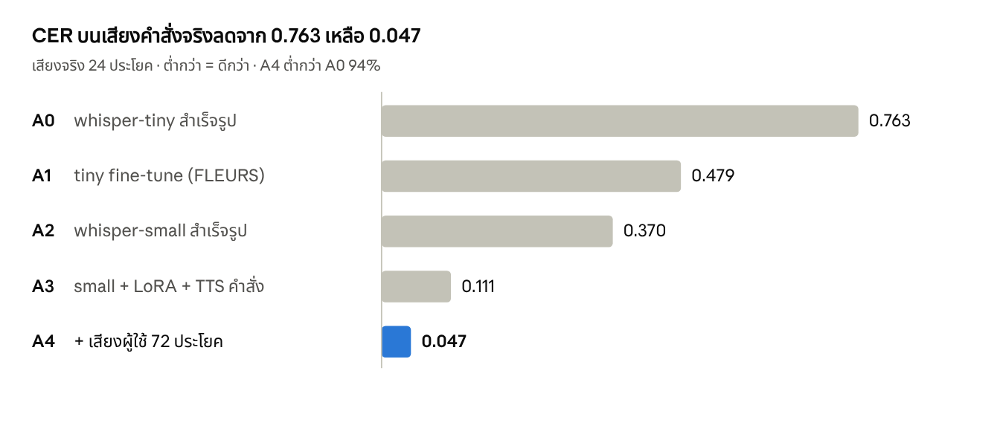 CER บนเสียงคำสั่งจริงลดจาก 0.763 เหลือ 0.047
เสียงจริง 24 ประโยค · ต่ำกว่า = ดีกว่า · A4 ต่ำกว่า A0 94%
A0 whisper-tiny สำเร็จรูป 0.763
A1 tiny fine-tune (FLEURS) 0.479
A2 whisper-small สำเร็จรูป 0.370
A3 small + LoRA + TTS คำสั่ง 0.111
A4 + เสียงผู้ใช้ 72 ประโยค 0.047